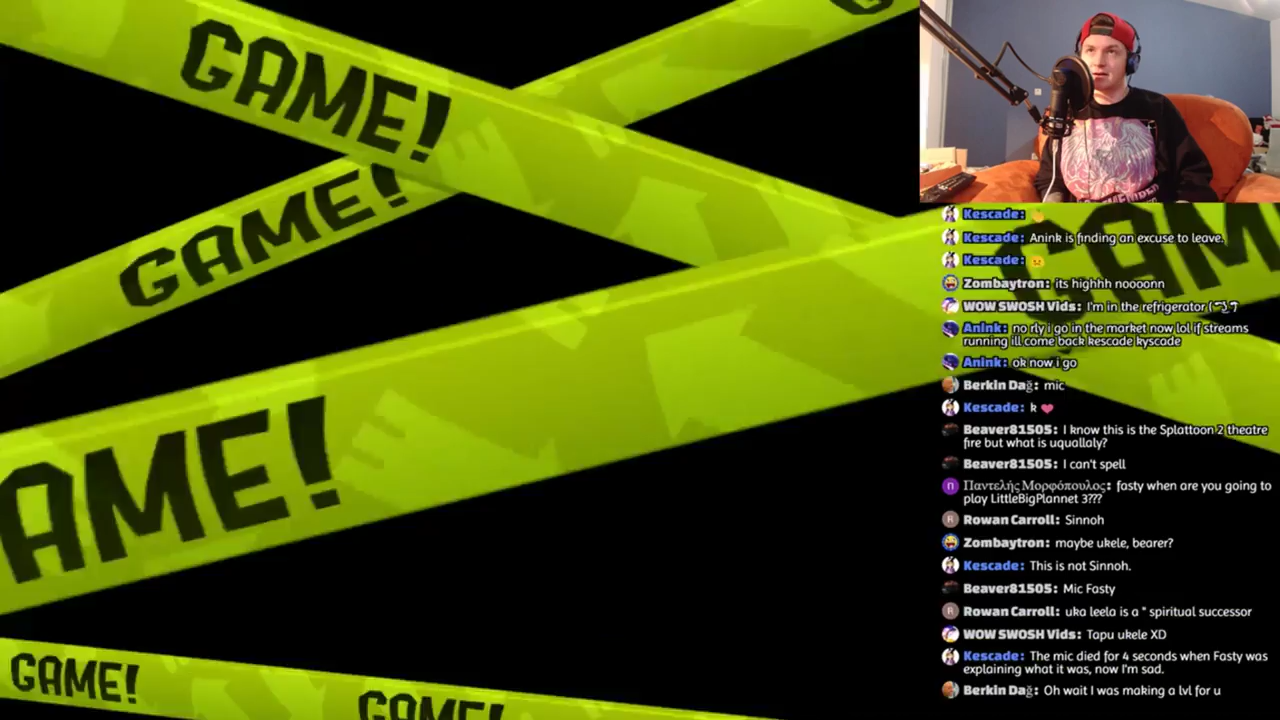 GAME!
GAME!
AME!
GAME!
GAME!
GAM
Kescade:
Kescade: Anink is finding an excuse to leave.
Kescade:
Zombaytron: its highhh noooonn
WOW SWOSH Vids: I'm in the refrigerator
Anink: no rly i go in the market now lol if streams
running ill come back kescade kyscade
Anink: ok now i go
Berkin Dağ: mic
Kescade: k ❤
Beaver81505: I know this is the Splattoon 2 theatre
fire but what is uquallaly?
Beaver81505: I can't spell
Παντελής Μορφόπουλος: fasty when are you going to
play LittleBigPlannet 3???
Rowan Carroll: Sinnoh
Zombaytron: maybe ukele, bearer?
Kescade: This is not Sinnoh.
Beaver81505: Mic Fasty
Rowan Carroll: uka leela is a " spiritual successor
WOW SWOSH Vids: Tapu ukele XD
Kescade: The mic died for 4 seconds when Fasty was
explaining what it was, now I'm sad.
Berkin Dağ: Oh wait I was making a lvl for u